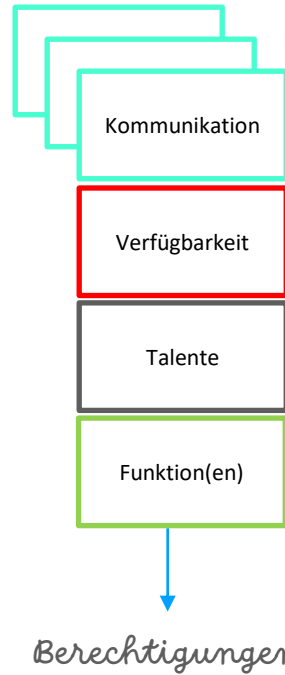 Kommunikation
Verfügbarkeit
Talente
Funktion(en)
Berechtigungen